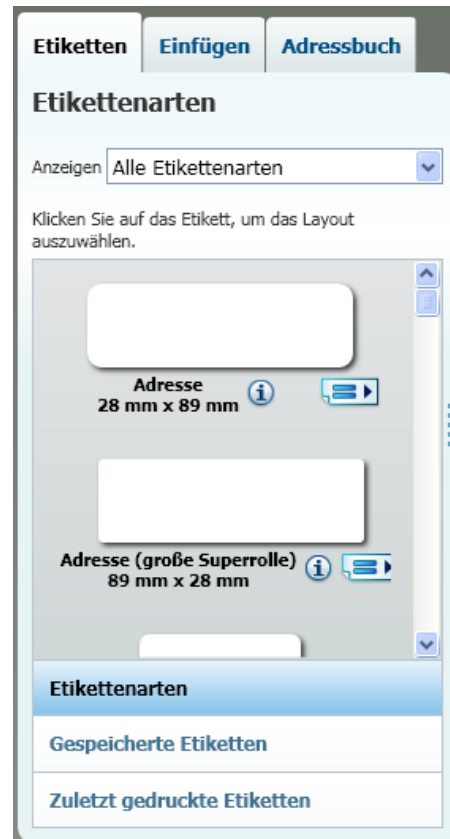 Etiketten Einfügen Adressbuch
Etikettenarten
Anzeigen Alle Etikettenarten
Klicken Sie auf das Etikett, um das Layout
auszuwählen.
Adresse
28 mm x 89 mm
Adresse (große Superrolle)
89 mm x 28 mm
Etikettenarten
Gespeicherte Etiketten
Zuletzt gedruckte Etiketten